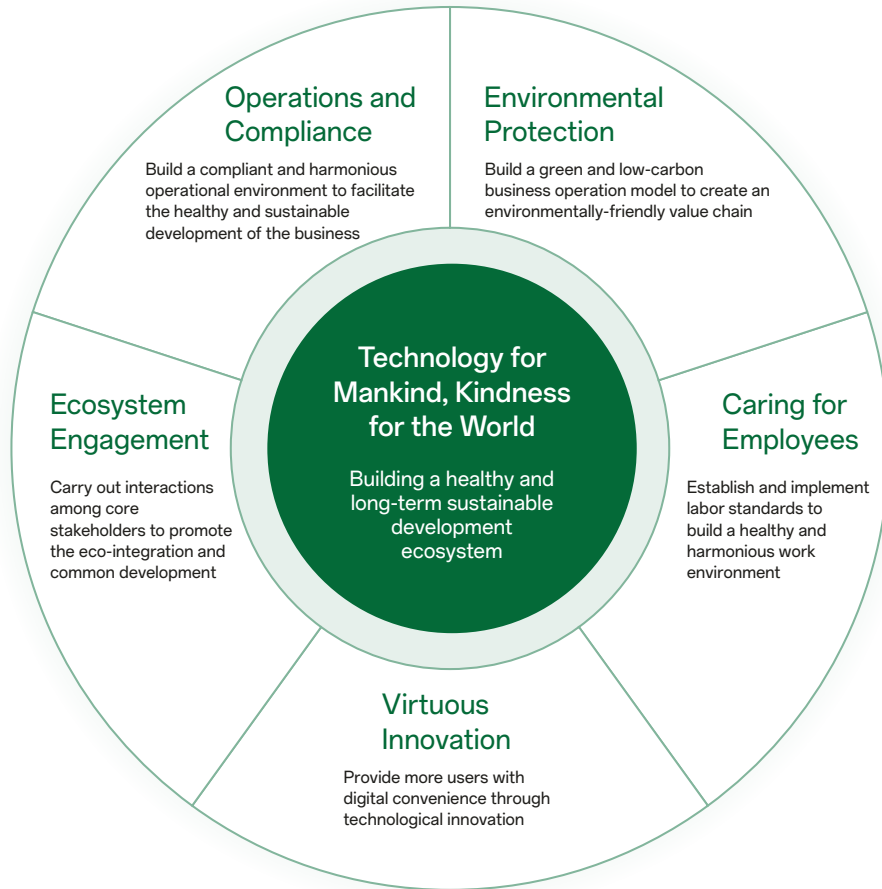 Operations and
Compliance
Build a compliant and harmonious
operational environment to facilitate
the healthy and sustainable
development of the business
Environmental
Protection
Build a green and low-carbon
business operation model to create an
environmentally-friendly value chain
Technology for
Mankind, Kindness
for the World
Building a healthy and
long-term sustainable
development
ecosystem
Ecosystem
Engagement
Carry out interactions
among core
stakeholders to promote
the eco-integration and
common development
Caring for
Employees
Establish and implement
labor standards to
build a healthy and
harmonious work
environment
Virtuous
Innovation
Provide more users with
digital convenience through
technological innovation